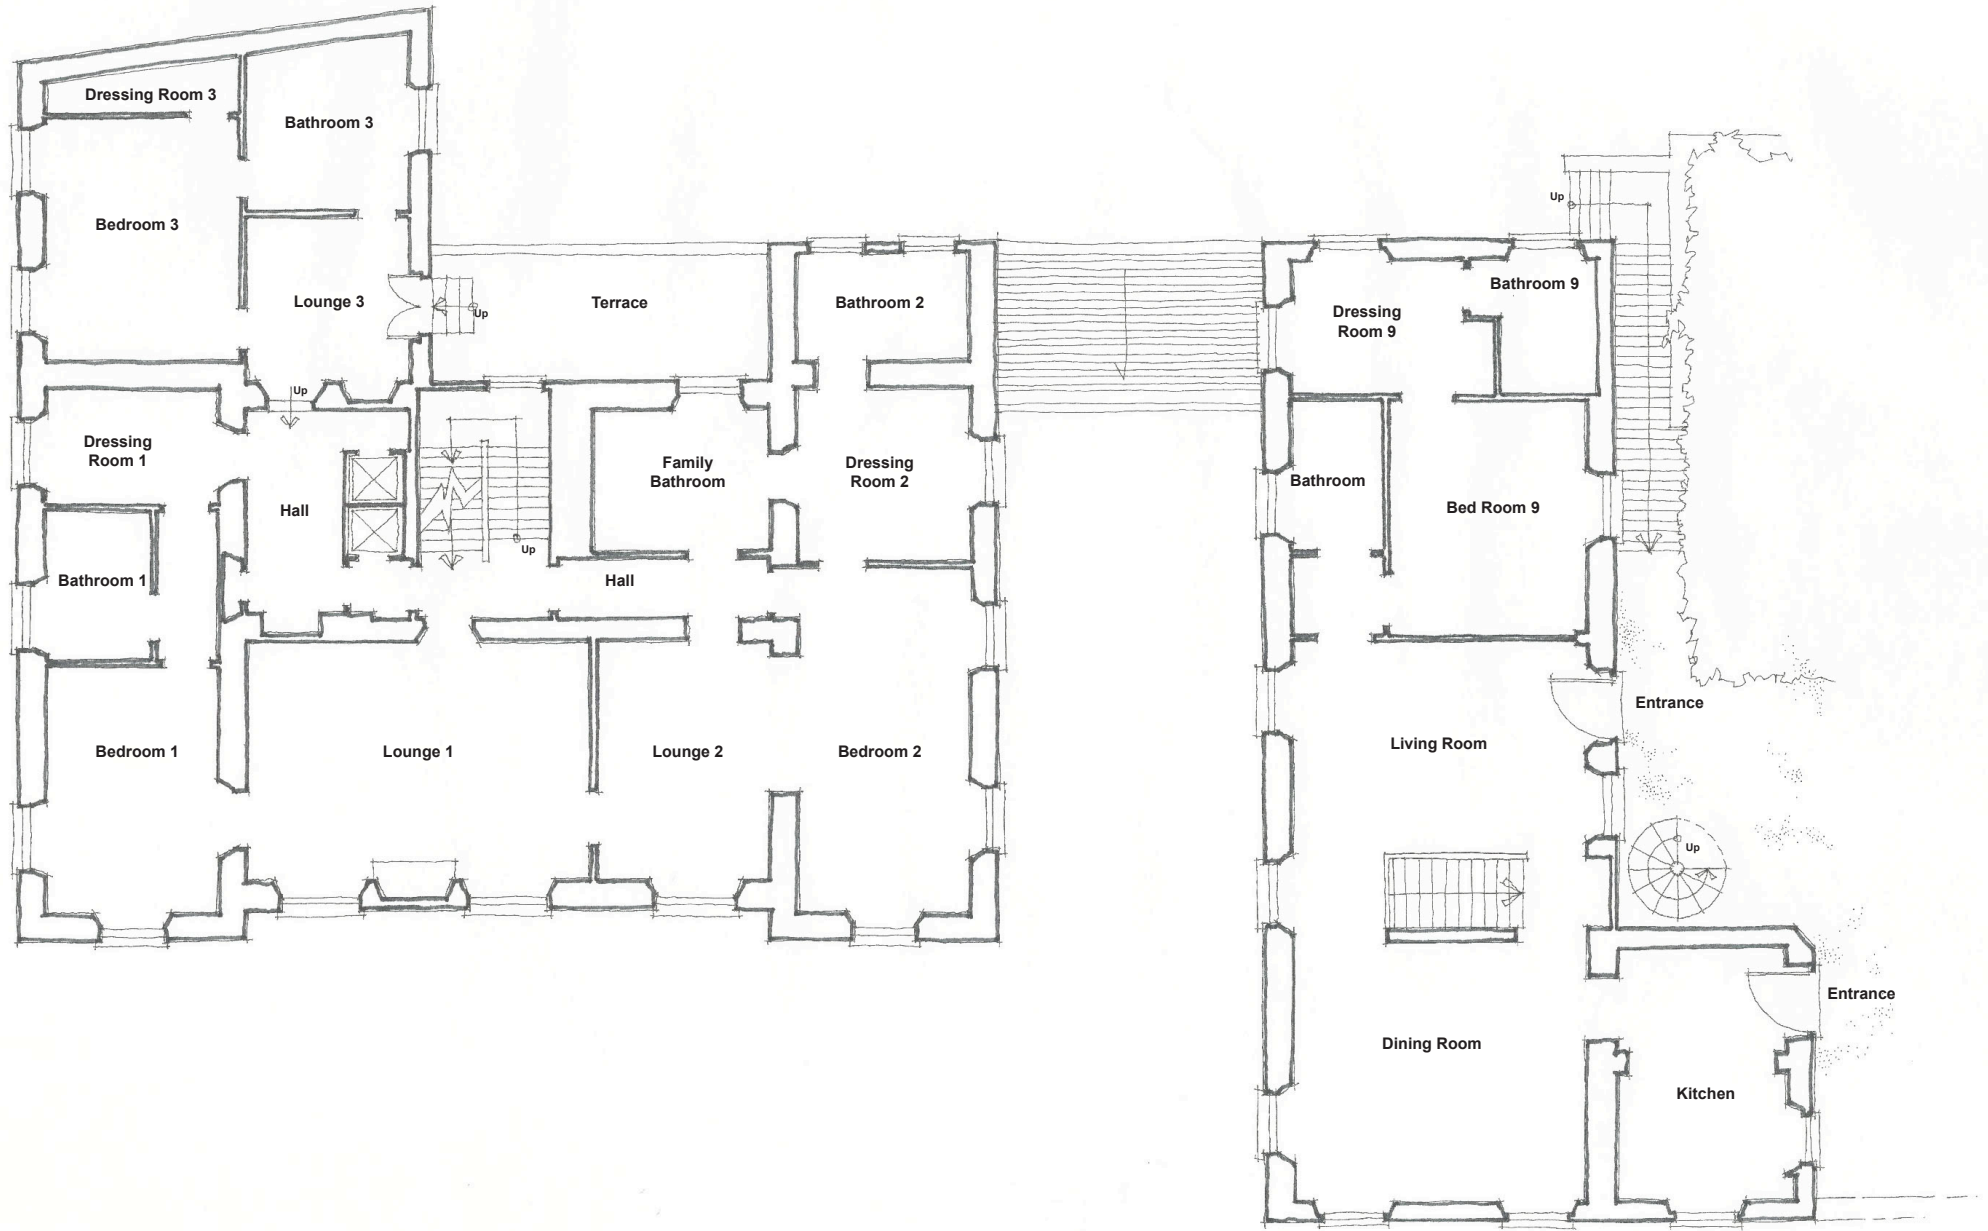 Dressing Room 3
Bathroom 3
Bedroom 3
Lounge 3
Up
Up
Terrace
Bathroom 2
Dressing
Room 1
Hall
Family
Bathroom
Dressing
Room 2
Up
Hall
Bathroom 1
Bedroom 1
Lounge 1
Lounge 2
Bedroom 2
Up
Bathroom 9
Dressing
Room 9
Bathroom
Bed Room 9
Entrance
Living Room
Up
Entrance
Dining Room
Kitchen